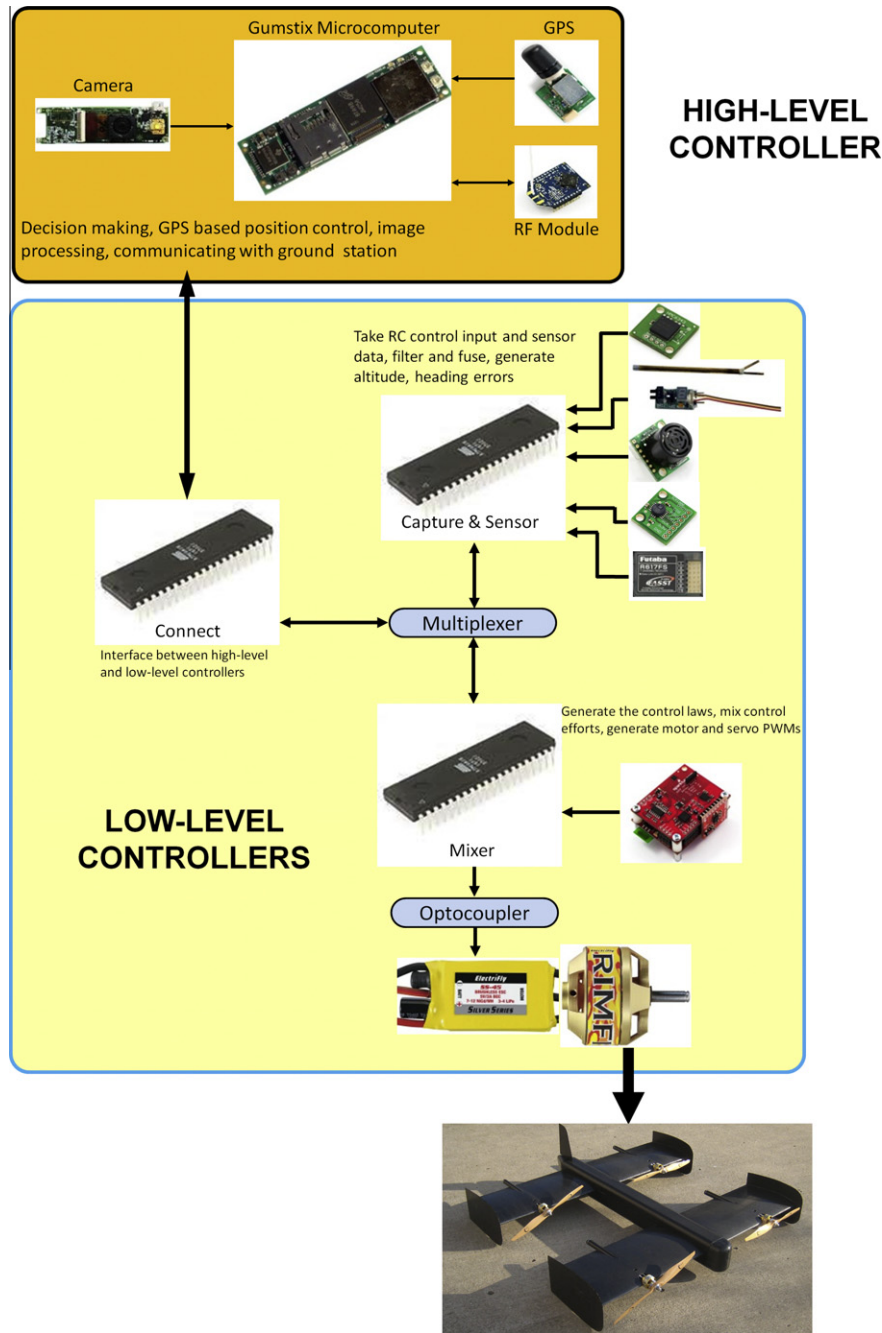 Gumstix Microcomputer
GPS
Camera
HIGH-LEVEL
CONTROLLER
RF Module
Decision making, GPS based position control, image
processing, communicating with ground station
Take RC control input and sensor
data, filter and fuse, generate
altitude, heading errors
Capture & Sensor
Futaba
R617FS
FASST
Connect
Interface between high-level
and low-level controllers
Multiplexer
Generate the control laws, mix control
efforts, generate motor and servo PWMs
Mixer
LOW-LEVEL
CONTROLLERS
Optocoupler
ElectriFly
SILVER SERIES
RIMF